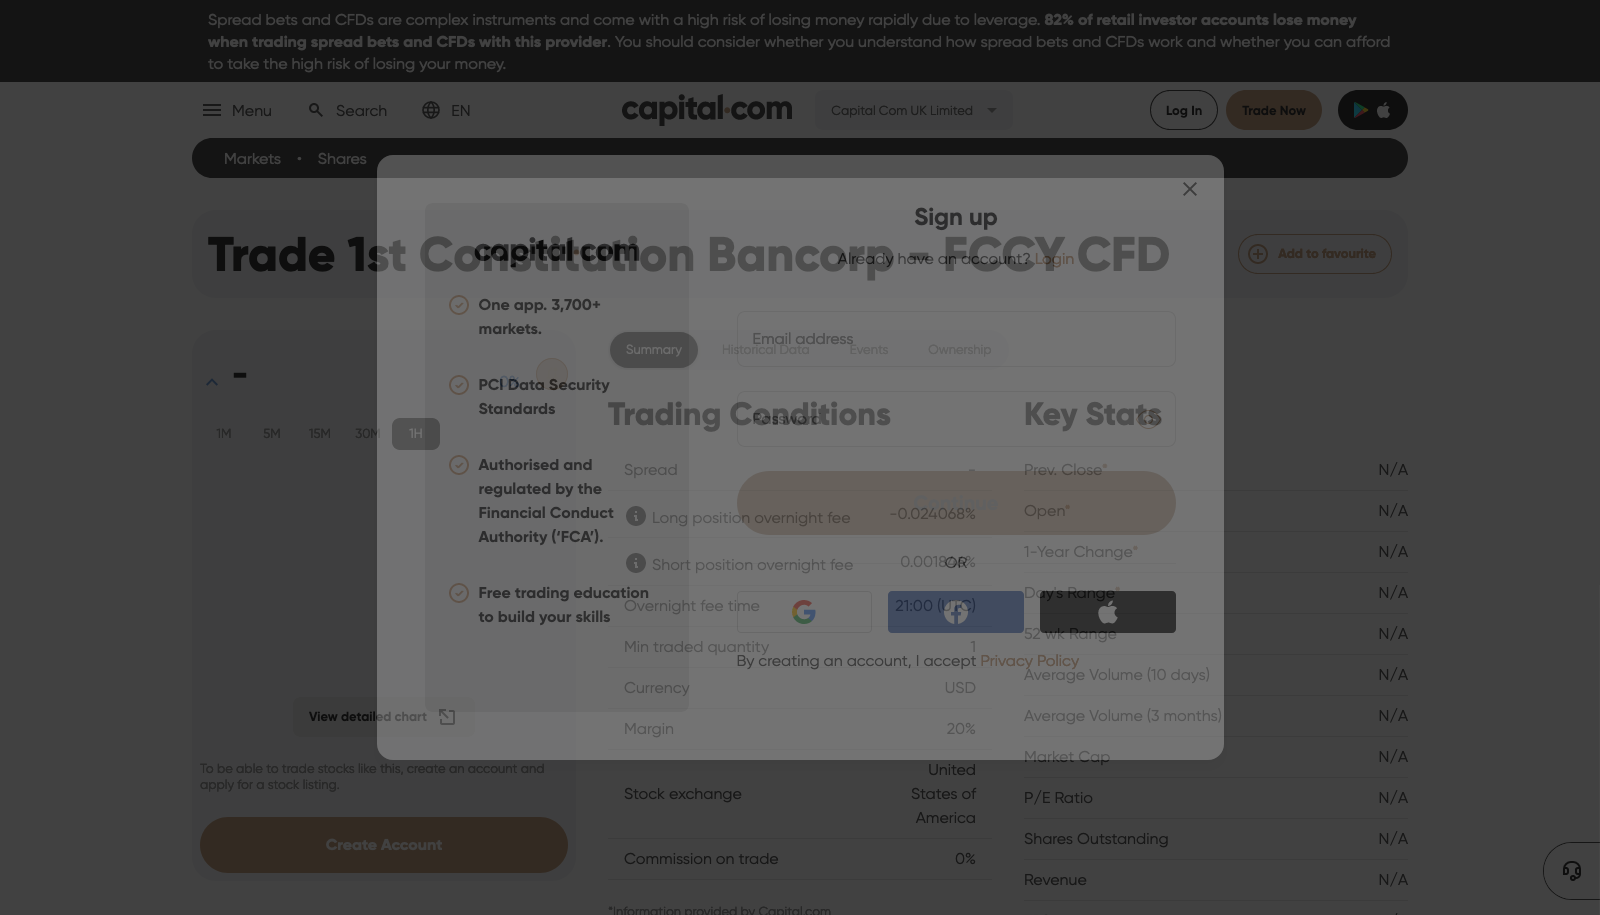 Spread bets and CFDs are complex instruments and come with a high risk of losing money rapidly due to leverage. 82% of retail investor accounts lose money
when trading spread bets and CFDs with this provider. You should consider whether you understand how spread bets and CFDs work and whether you can afford
to take the high risk of losing your money.
Menu Search EN capital.com Capital Com UK Limited Log In Trade Now
Markets • Shares
Trade 1st Constitution Bancorp - FCCY CFD
Add to favourite
Sign up
Already have an account? Login
capital.com
One app. 3,700+
markets.
PCI Data Security
Standards
Authorised and
regulated by the
Financial Conduct
Authority (‘FCA’).
Free trading education
to build your skills
Email address
Password
OR
By creating an account, I accept Privacy Policy
-
0%
1M 5M 15M 30M 1H
View detailed chart
To be able to trade stocks like this, create an account and
apply for a stock listing.
Create Account
Summary Historical Data Events Ownership
Trading Conditions
Spread -
Long position overnight fee -0.024068%
Short position overnight fee
Overnight fee time 21:00 (UTC)
Min traded quantity 1
Currency USD
Margin 20%
Stock exchange United
States of
America
Commission on trade 0%
*Information provided by Capital.com
Key Stats
Prev. Close* N/A
Open* N/A
1-Year Change* N/A
Day's Range* N/A
52 wk Range N/A
Average Volume (10 days) N/A
Average Volume (3 months) N/A
Market Cap N/A
P/E Ratio N/A
Shares Outstanding N/A
Revenue N/A